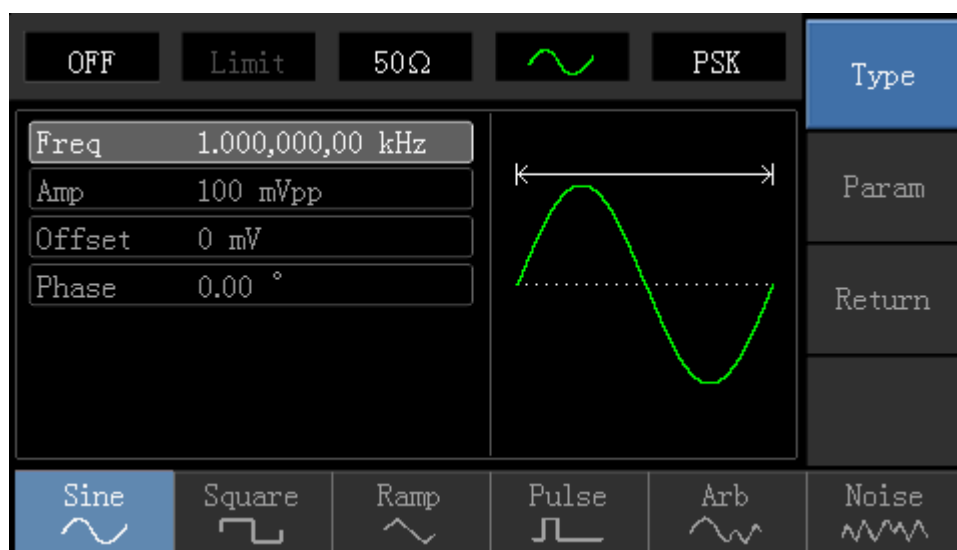 OFF Limit 50Ω PSK
Type
Freq 1.000,000,00 kHz
Amp 100 mVpp
Param
Offset 0 mV
Phase 0.00 °
Return
Sine Square Ramp Pulse Arb Noise